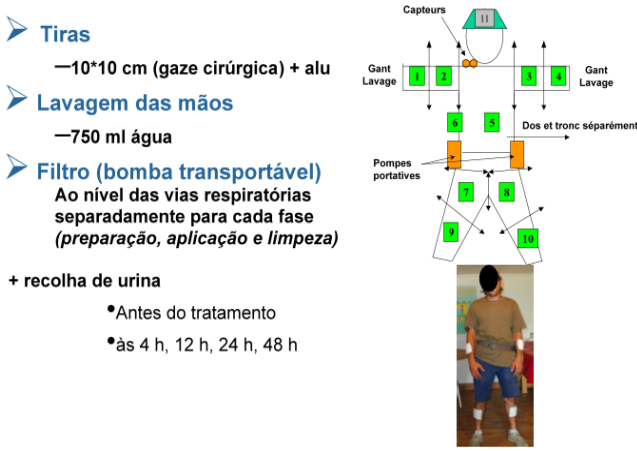 Tiras
–10*10 cm (gaze cirúrgica) + alu
Lavagem das mãos
–750 ml água
Filtro (bomba transportável)
Ao nível das vias respiratórias
separadamente para cada fase
(preparação, aplicação e limpeza)
+ recolha de urina
•Antes do tratamento
•às 4 h, 12 h, 24 h, 48 h
Capteurs
11
Gant
Lavage
1
2
3
4
Gant
Lavage
6
5
Dos et tronc séparément
Pompes
portatives
7
8
9
10